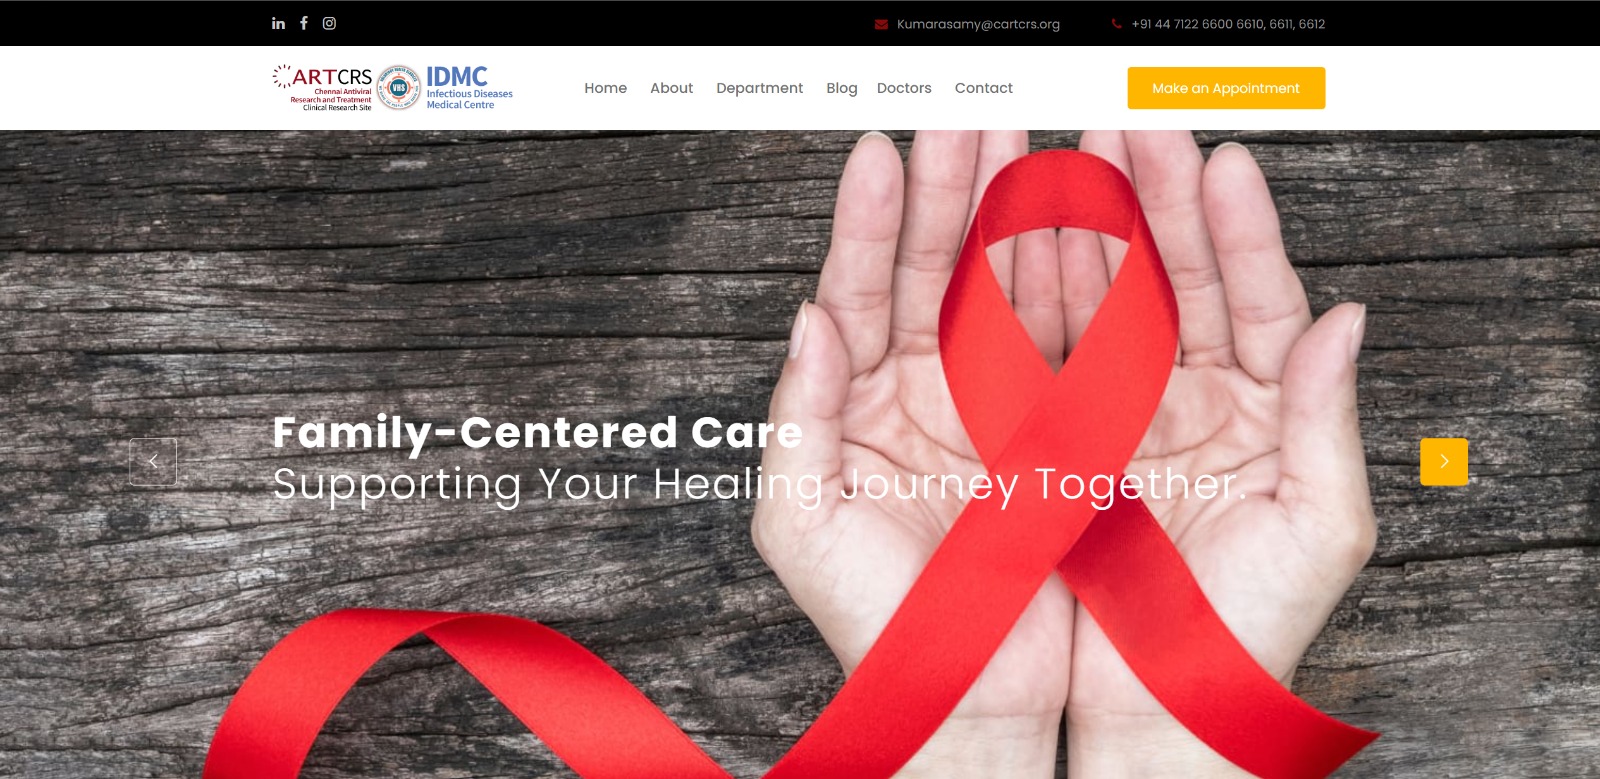 Kumarasamy@cartcrs.org
+91 44 7122 6600 6610, 6611, 6612
CARTCRS
Chennai Antiviral
Research and Treatment
Clinical Research Site
VHS
IDMC
Infectious Diseases
Medical Centre
Home
About
Department
Blog
Doctors
Contact
Make an Appointment
Family-Centered Care
Supporting Your Healing Journey Together.